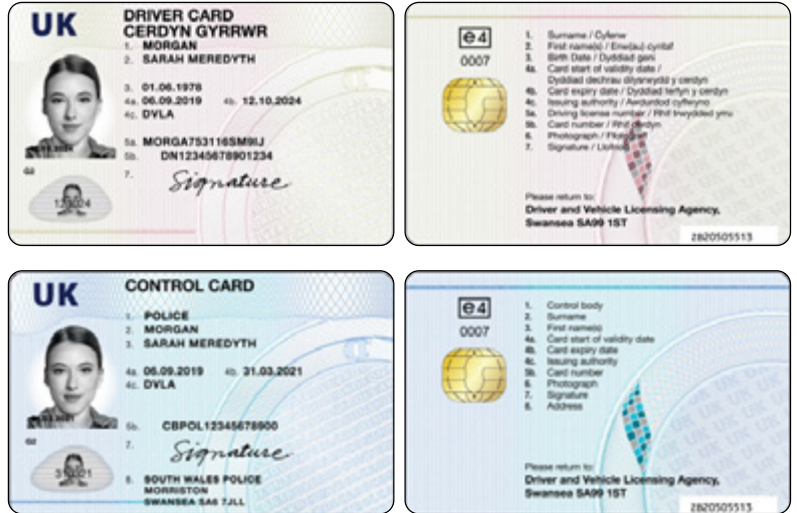 UK
DRIVER CARD
CERDYN GYRRWR
1. MORGAN
2. SARAH MEREDYTH
3. 01.06.1978
4a. 06.09.2019 4b. 12.10.2024
4c. DVLA
5a. MORGA753116SM9IJ
5b. DN12345678901234
7. Signature
e4
0007
1. Surname / Cyfenw
2. First name(s) / Enw(au) cyntaf
3. Birth Date / Dyddiad geni
4a. Card start of validity date /
Dyddiad dechrau dilysrwydd y cerdyn
4b. Card expiry date / Dyddiad terfyn y cerdyn
4c. Issuing authority / Awdurdod cyflwyno
5a. Driving license number / Rhif trwydded yrru
5b. Card number / Rhif cerdyn
6. Photograph /
7. Signature /
Please return to:
Driver and Vehicle Licensing Agency,
Swansea SA99 1ST
2820505513
UK
CONTROL CARD
1. POLICE
2. MORGAN
3. SARAH MEREDYTH
4a. 06.09.2019 4b. 31.03.2021
4c. DVLA
5b. CBPOL12345678900
7. Signature
8. SOUTH WALES POLICE
MORRISTON
SWANSEA SA6 7JLL
e4
0007
1. Control body
2. Surname
3. First name(s)
4a. Card start of validity date
4b. Card expiry date
4c. Issuing authority
5b. Card number
6. Photograph
7. Signature
8. Address
Please return to:
Driver and Vehicle Licensing Agency,
Swansea SA99 1ST
2820505513